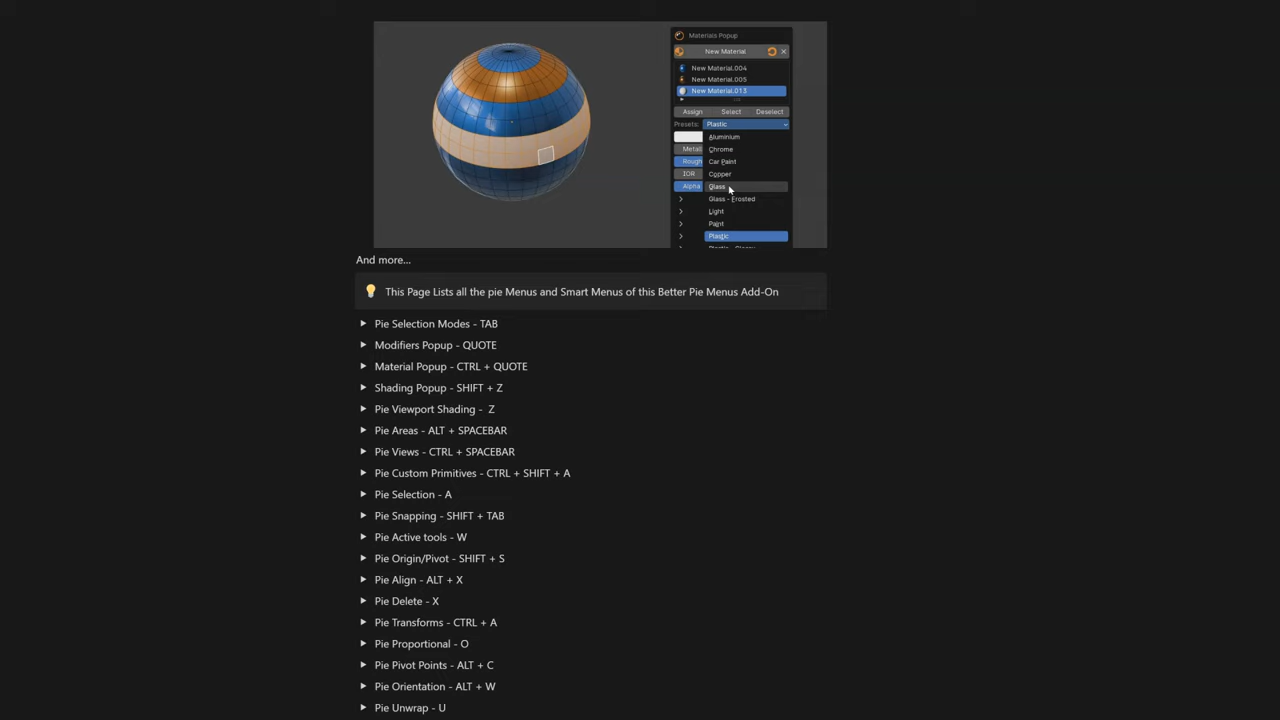 Materials Popup
New Material
New Material.004
New Material.005
New Material.013
Assign Select Deselect
Presets: Plastic
Aluminium
Metall Chrome
Rough Car Paint
IOR Copper
Alpha Glass
Glass - Frosted
Light
Paint
Plastic
Plastic - Glossy
And more...
This Page Lists all the pie Menus and Smart Menus of this Better Pie Menus Add-On
Pie Selection Modes - TAB
Modifiers Popup - QUOTE
Material Popup - CTRL + QUOTE
Shading Popup - SHIFT + Z
Pie Viewport Shading - Z
Pie Areas - ALT + SPACEBAR
Pie Views - CTRL + SPACEBAR
Pie Custom Primitives - CTRL + SHIFT + A
Pie Selection - A
Pie Snapping - SHIFT + TAB
Pie Active tools - W
Pie Origin/Pivot - SHIFT + S
Pie Align - ALT + X
Pie Delete - X
Pie Transforms - CTRL + A
Pie Proportional - O
Pie Pivot Points - ALT + C
Pie Orientation - ALT + W
Pie Unwrap - U